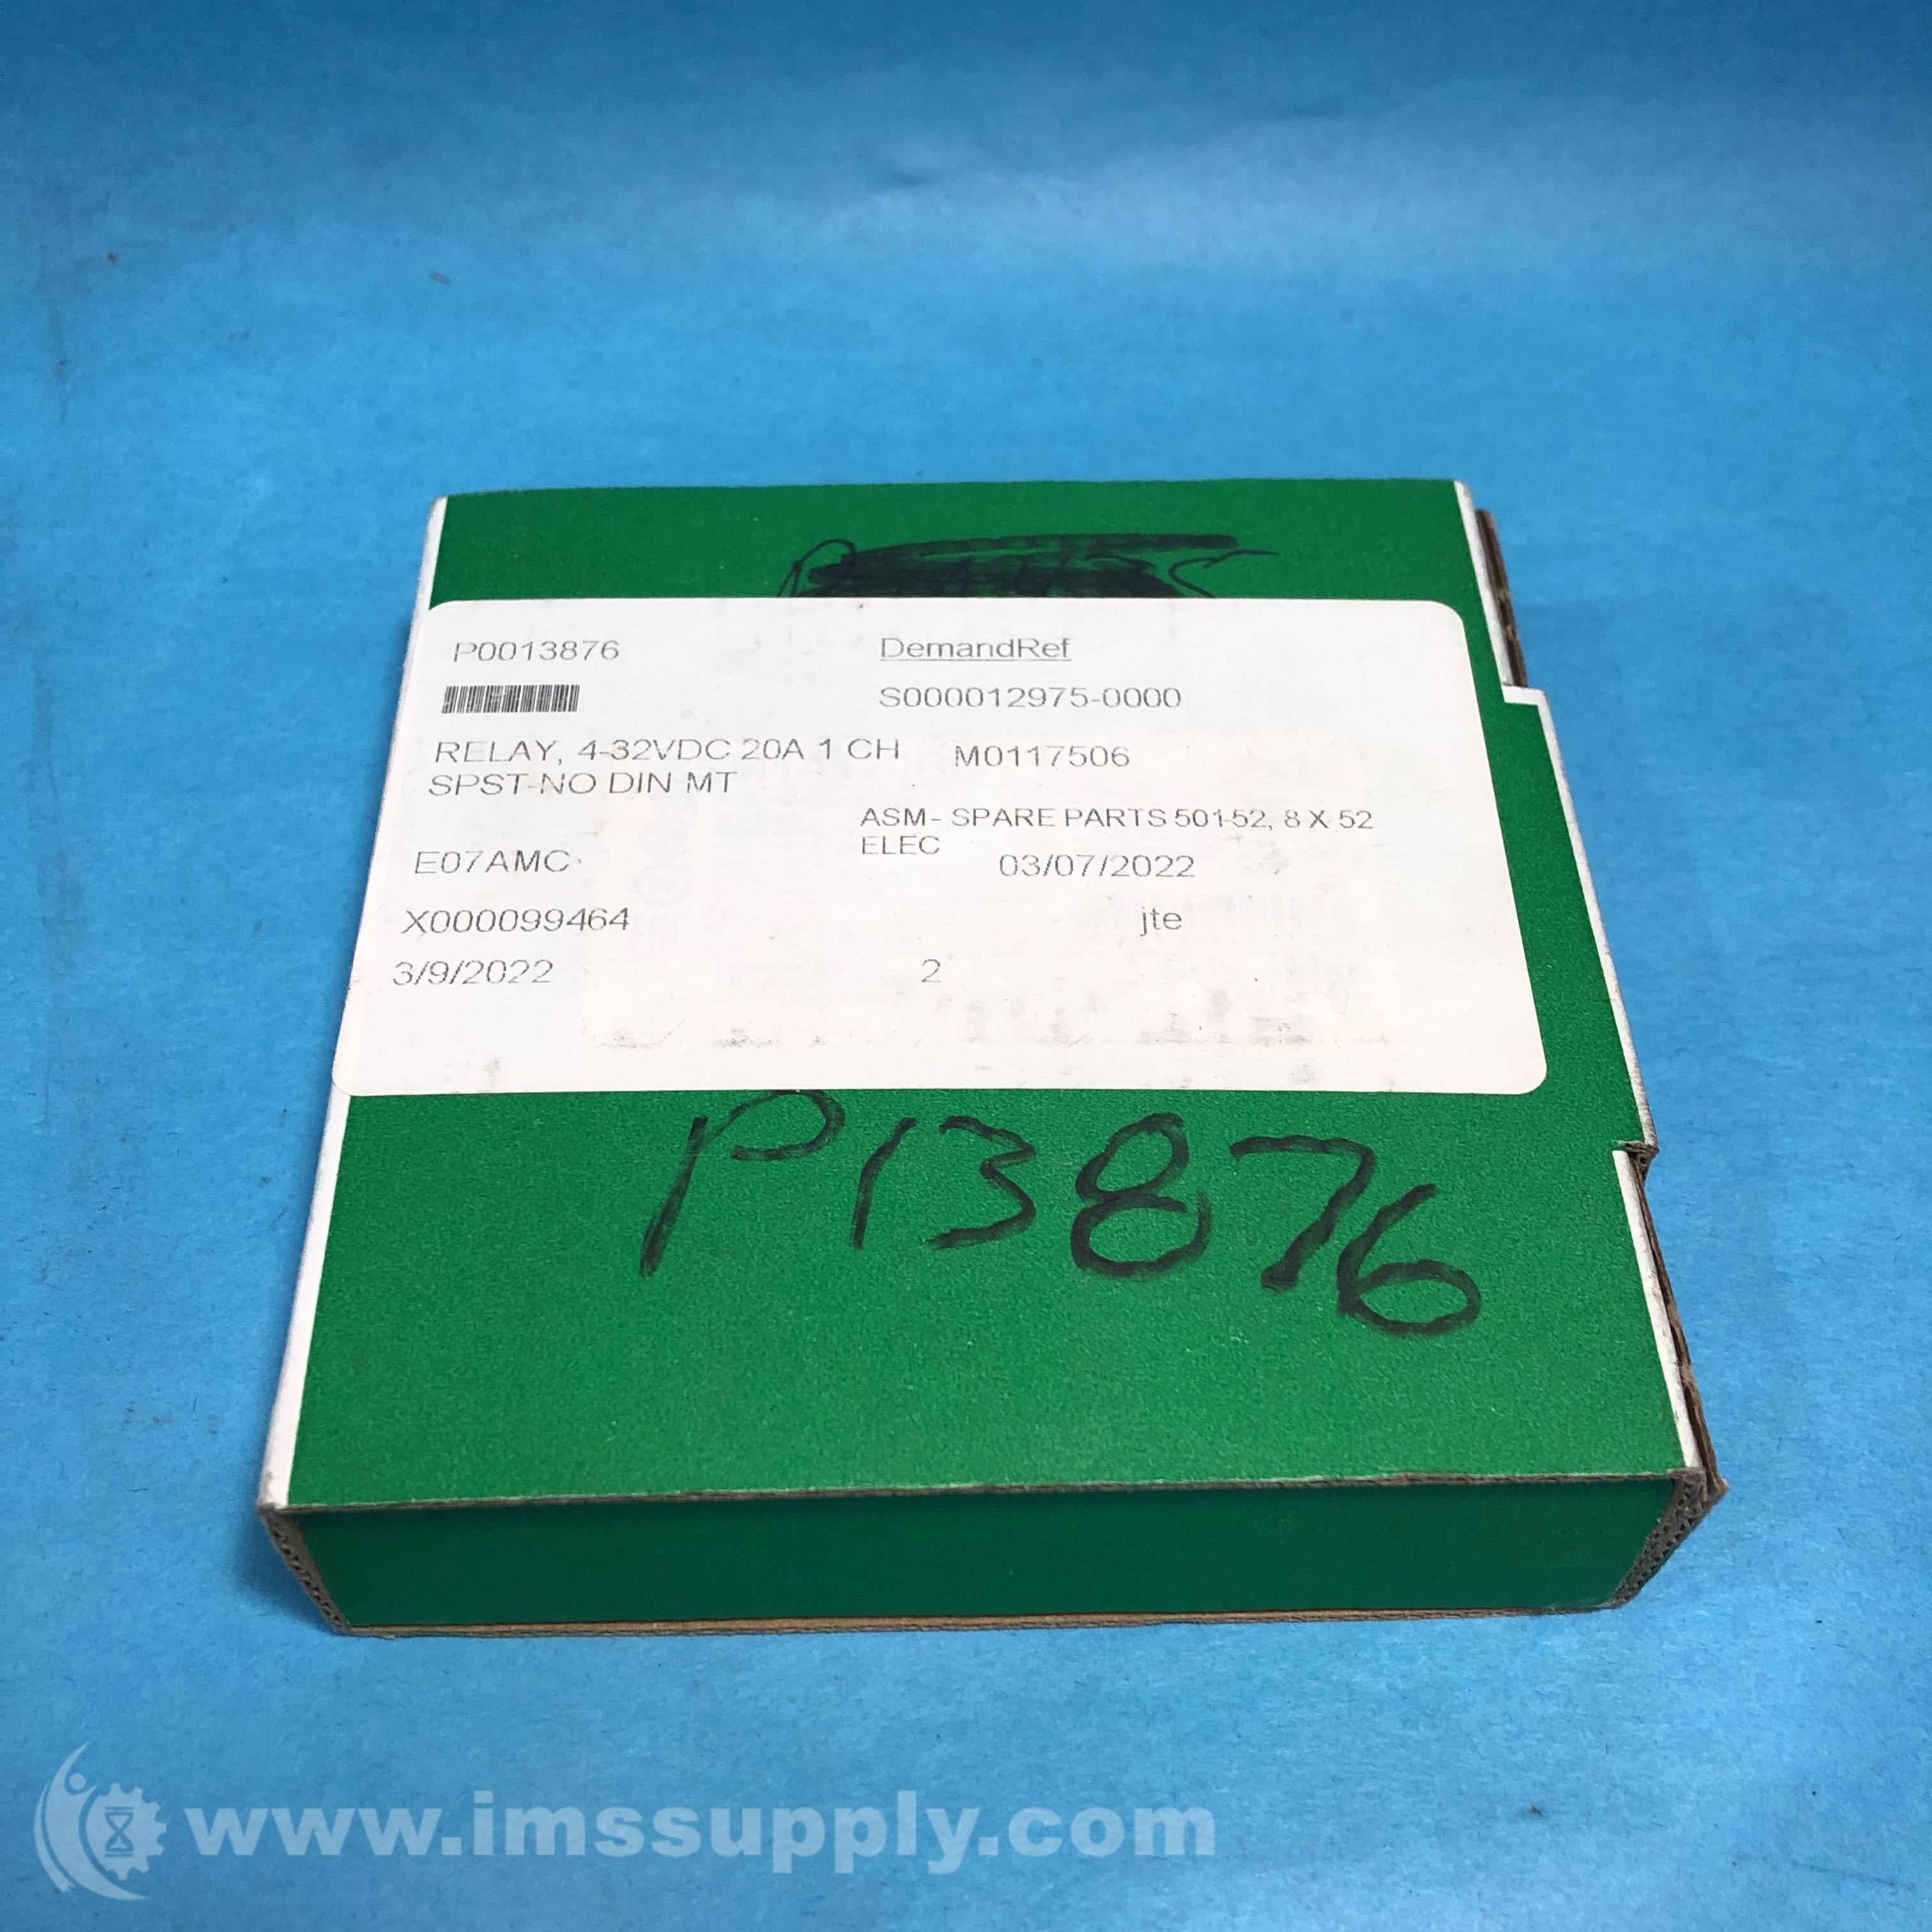 P0013876
DemandRef
S000012975-0000
RELAY, 4-32VDC 20A 1 CH
SPST-NO DIN MT
M0117506
ASM- SPARE PARTS 501-52, 8 X 52
ELEC
E07AMC
03/07/2022
X000099464
jte
3/9/2022
2
P13876
www.imssupply.com